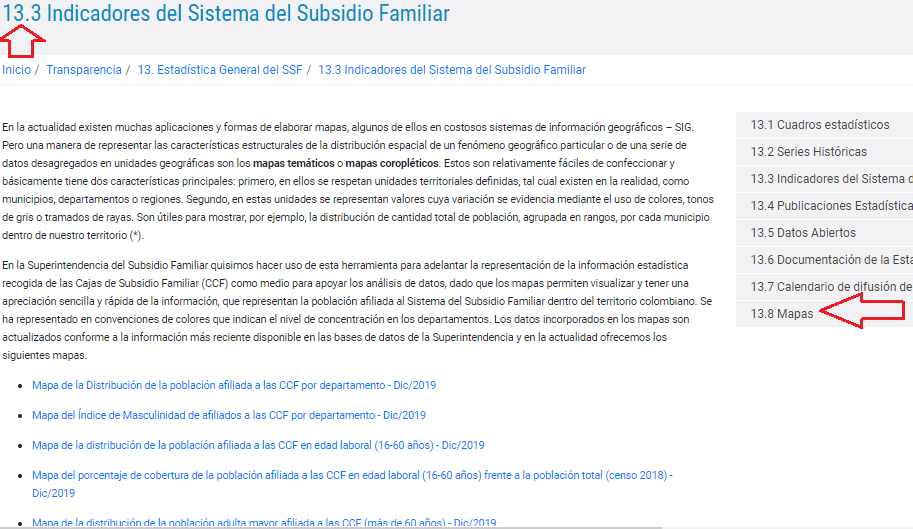 13.3 Indicadores del Sistema del Subsidio Familiar
Inicio / Transparencia / 13. Estadística General del SSF / 13.3 Indicadores del Sistema del Subsidio Familiar
En la actualidad existen muchas aplicaciones y formas de elaborar mapas, algunos de ellos en costosos sistemas de información geográficos – SIG.
Pero una manera de representar las características estructurales de la distribución espacial de un fenómeno geográfico particular o de una serie de
datos desagregados en unidades geográficas son los mapas temáticos o mapas coropléticos. Estos son relativamente fáciles de confeccionar y
básicamente tiene dos características principales: primero, en ellos se respetan unidades territoriales definidas, tal cual existen en la realidad, como
municipios, departamentos o regiones. Segundo, en estas unidades se representan valores cuya variación se evidencia mediante el uso de colores, tonos
de gris o tramados de rayas. Son útiles para mostrar, por ejemplo, la distribución de cantidad total de población, agrupada en rangos, por cada municipio
dentro de nuestro territorio (*).
En la Superintendencia del Subsidio Familiar quisimos hacer uso de esta herramienta para adelantar la representación de la información estadística
recogida de las Cajas de Subsidio Familiar (CCF) como medio para apoyar los análisis de datos, dado que los mapas permiten visualizar y tener una
apreciación sencilla y rápida de la información, que representan la población afiliada al Sistema del Subsidio Familiar dentro del territorio colombiano. Se
ha representado en convenciones de colores que indican el nivel de concentración en los departamentos. Los datos incorporados en los mapas son
actualizados conforme a la información más reciente disponible en las bases de datos de la Superintendencia y en la actualidad ofrecemos los
siguientes mapas.
Mapa de la Distribución de la población afiliada a las CCF por departamento - Dic/2019
Mapa del Índice de Masculinidad de afiliados a las CCF por departamento - Dic/2019
Mapa de la distribución de la población afiliada a las CCF en edad laboral (16-60 años) - Dic/2019
Mapa del porcentaje de cobertura de la población afiliada a las CCF en edad laboral (16-60 años) frente a la población total (censo 2018) -
Dic/2019
Mapa de la distribución de la población adulta mayor afiliada a las CCF (más de 60 años) - Dic/2019
13.1 Cuadros estadísticos
13.2 Series Históricas
13.3 Indicadores del Sistema d
13.4 Publicaciones Estadística
13.5 Datos Abiertos
13.6 Documentación de la Esta
13.7 Calendario de difusión de
13.8 Mapas